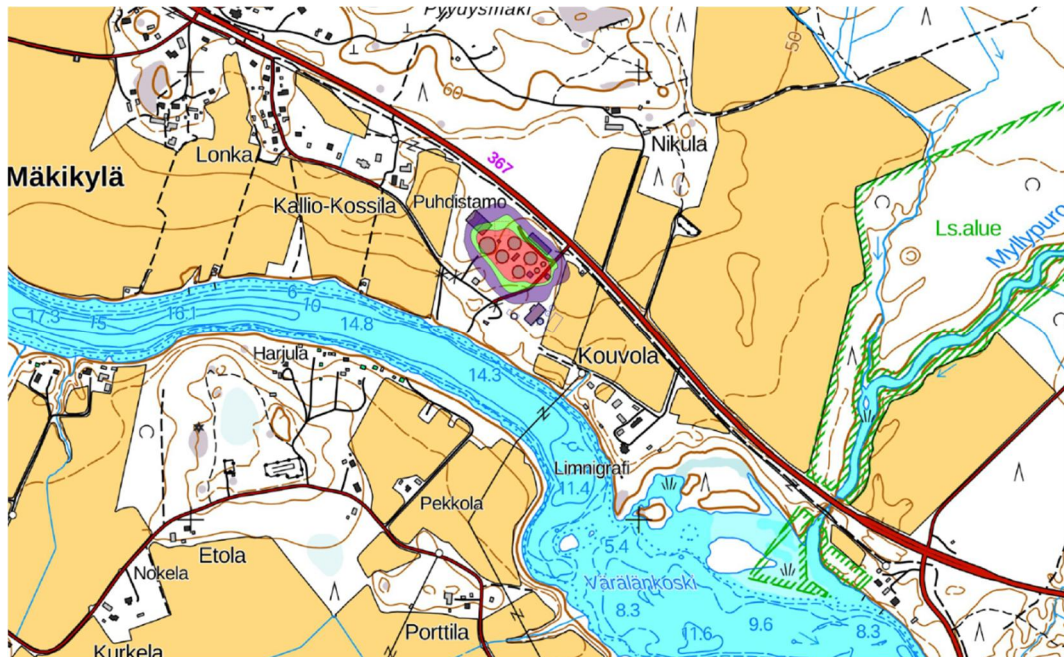 Pyydysmäki
50
60
Lonka
Nikula
367
Mäkikylä
Kallio-Kossila
Puhdistamo
Ls.alue
Myllypuro
17.3
15
16.1
6
10
14.8
Harjula
14.3
Kouvola
Limnigrafi
11.4
Pekkola
5.4
Etola
Nokela
Värälänkoski
8.3
Porttila
11.6
9.6
8.3
Kurkela